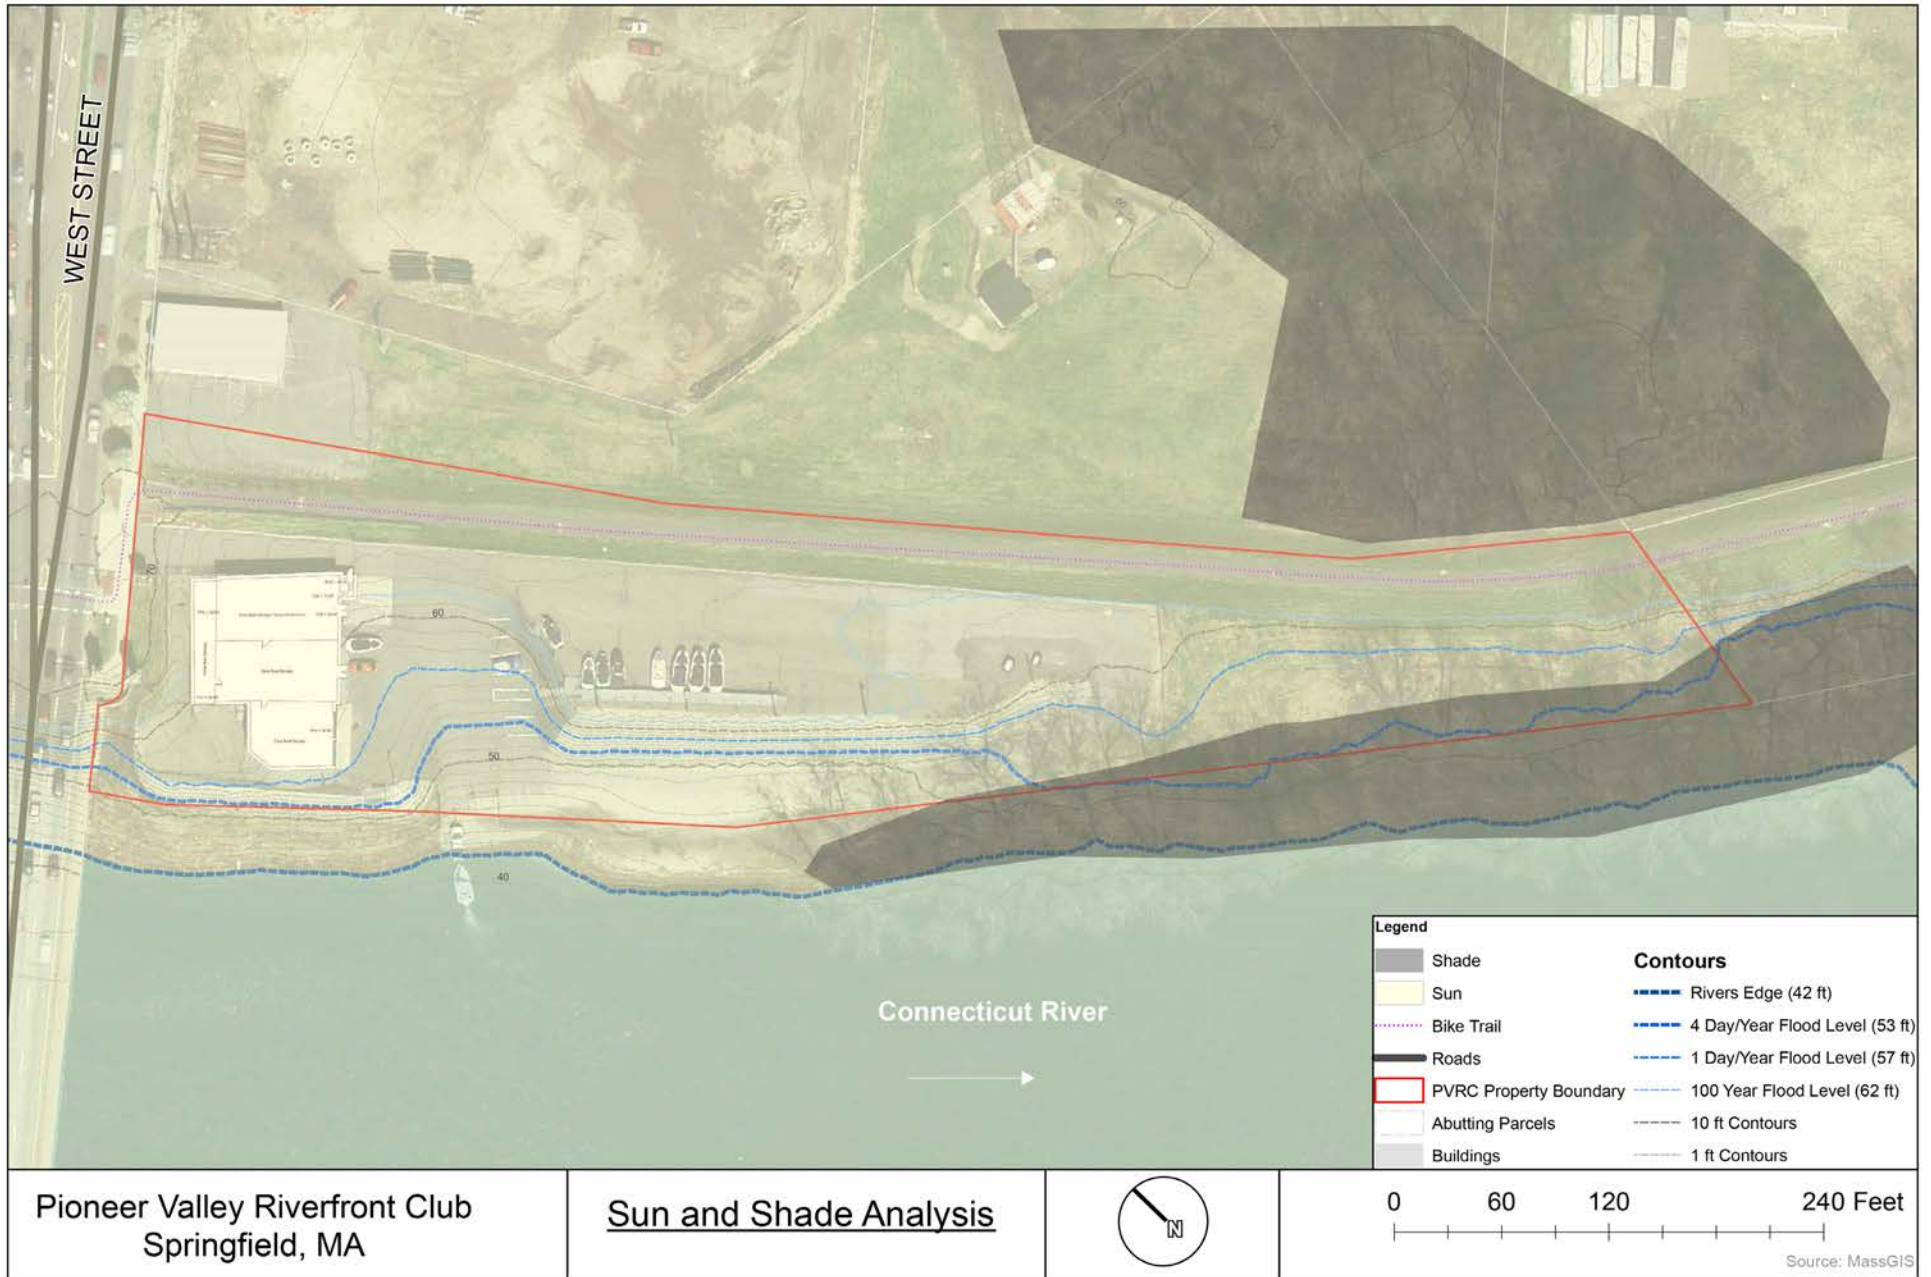 WEST STREET
70
60
60
50
40
Connecticut River
Legend
Shade
Sun
Bike Trail
Roads
PVRC Property Boundary
Abutting Parcels
Buildings
Contours
Rivers Edge (42 ft)
4 Day/Year Flood Level (53 ft)
1 Day/Year Flood Level (57 ft)
100 Year Flood Level (62 ft)
10 ft Contours
1 ft Contours
Pioneer Valley Riverfront Club
Springfield, MA
Sun and Shade Analysis
N
0 60 120 240 Feet
Source: MassGIS